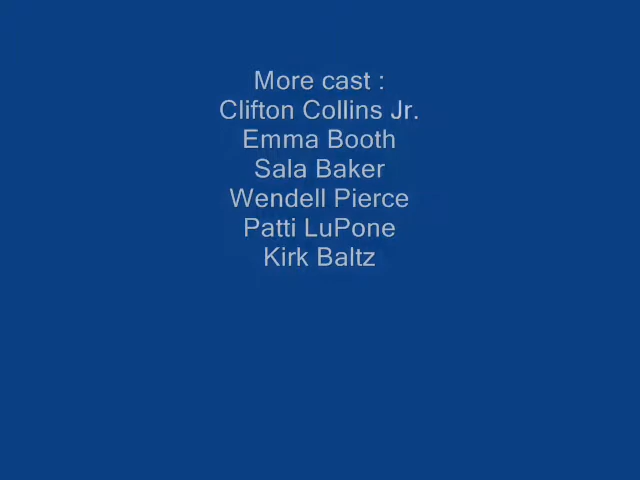 More cast :
Clifton Collins Jr.
Emma Booth
Sala Baker
Wendell Pierce
Patti LuPone
Kirk Baltz